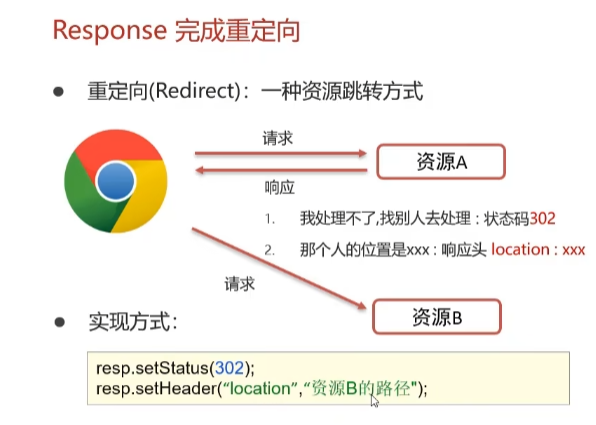 Response 完成重定向
● 重定向(Redirect)：一种资源跳转方式
请求
资源A
响应
1. 我处理不了,找别人去处理 : 状态码302
2. 那个人的位置是xxx : 响应头 location : xxx
请求
资源B
● 实现方式：
resp.setStatus(302);
resp.setHeader(“location”,“资源B的路径");